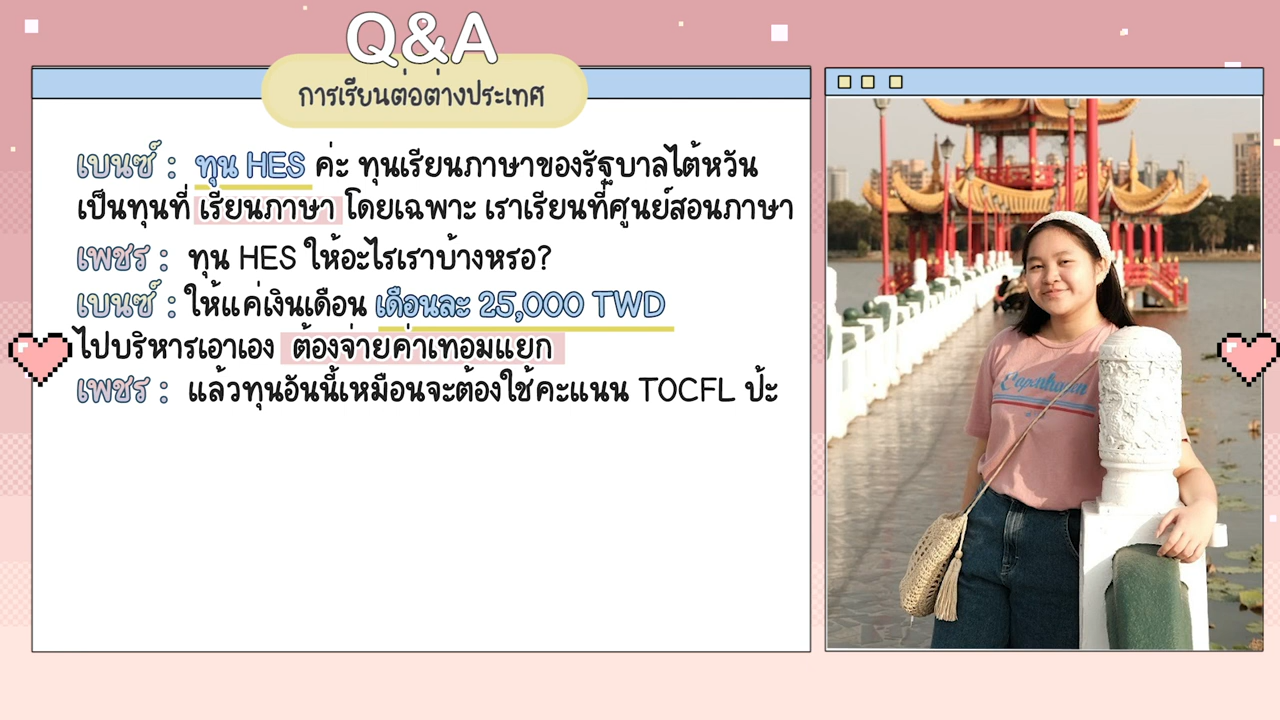 Q&A
การเรียนต่อต่างประเทศ
เบนซ์ : ทุน HES ค่ะ ทุนเรียนภาษาของรัฐบาลไต้หวัน
เป็นทุนที่ เรียนภาษา โดยเฉพาะ เราเรียนที่ศูนย์สอนภาษา
เพชร : ทุน HES ให้อะไรเราบ้างหรอ?
เบนซ์ : ให้แค่เงินเดือน เดือนละ 25,000 TWD
ไปบริหารเอาเอง ต้องจ่ายค่าเทอมแยก
เพชร : แล้วทุนอันนี้เหมือนจะต้องใช้คะแนน TOCFL ป้ะ
Copenhagen